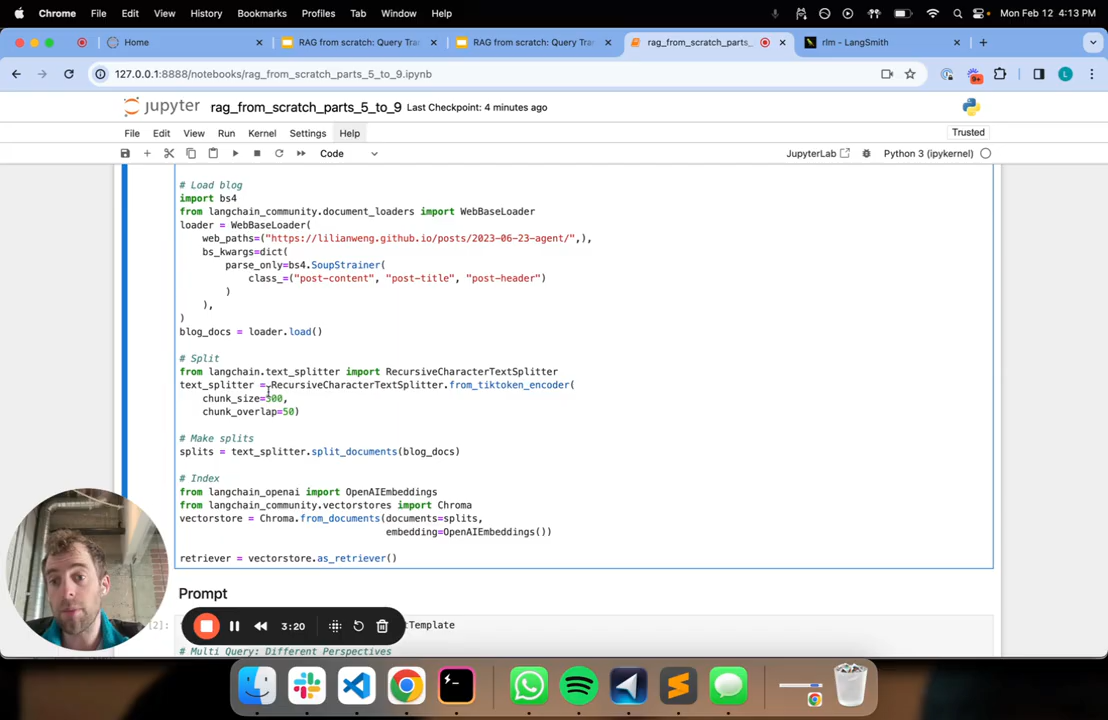 Chrome File Edit View History Bookmarks Profiles Tab Window Help Mon Feb 12 4:13 PM
Home RAG from scratch: Query Tran RAG from scratch: Query Tran rag_from_scratch_parts_ rlm - LangSmith
127.0.0.1:8888/notebooks/rag_from_scratch_parts_5_to_9.ipynb 9+ L
jupyter rag_from_scratch_parts_5_to_9 Last Checkpoint: 4 minutes ago
File Edit View Run Kernel Settings Help Trusted
Code JupyterLab Python 3 (ipykernel)
# Load blog
import bs4
from langchain_community.document_loaders import WebBaseLoader
loader = WebBaseLoader(
web_paths=("https://lilianweng.github.io/posts/2023-06-23-agent/",),
bs_kwargs=dict(
parse_only=bs4.SoupStrainer(
class_=("post-content", "post-title", "post-header")
)
),
)
blog_docs = loader.load()
# Split
from langchain.text_splitter import RecursiveCharacterTextSplitter
text_splitter = RecursiveCharacterTextSplitter.from_tiktoken_encoder(
chunk_size=300,
chunk_overlap=50)
# Make splits
splits = text_splitter.split_documents(blog_docs)
# Index
from langchain_openai import OpenAIEmbeddings
from langchain_community.vectorstores import Chroma
vectorstore = Chroma.from_documents(documents=splits,
embedding=OpenAIEmbeddings())
retriever = vectorstore.as_retriever()
Prompt
[2]: Template
3:20
# Multi Query: Different Perspectives